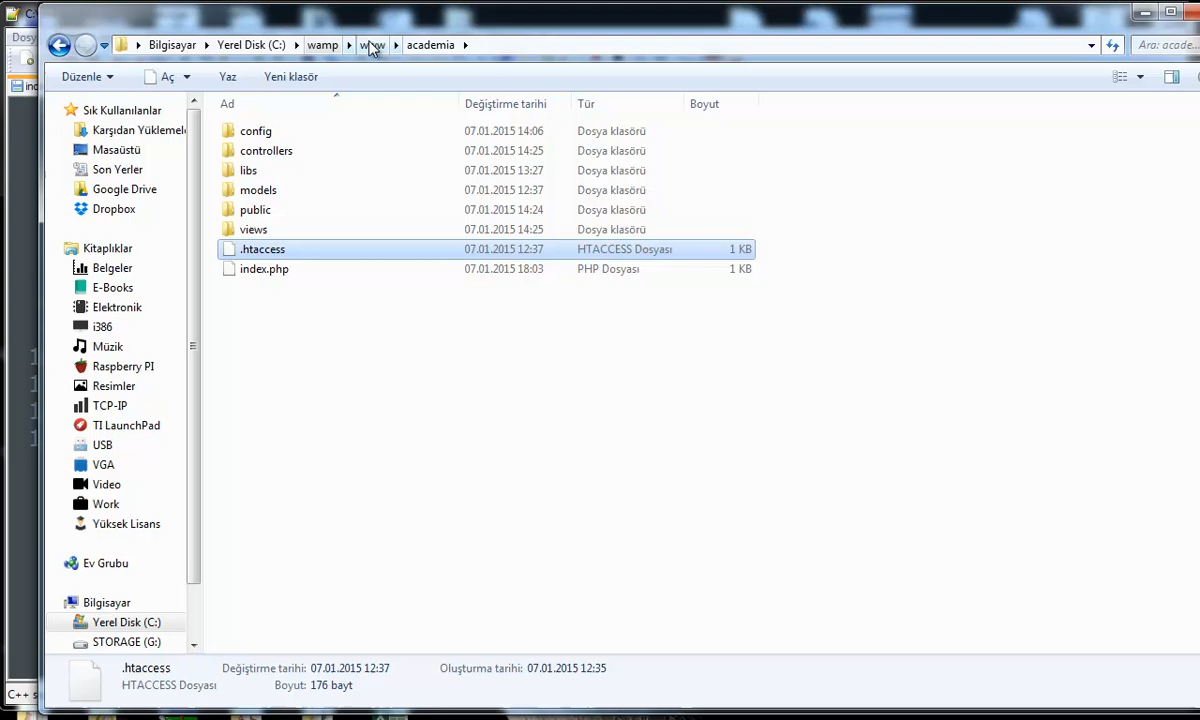 C:
Dosy
Bilgisayar Yerel Disk (C:) wamp www academia
Ara: acade
Düzenle Aç Yaz Yeni klasör
Ad Değiştirme tarihi Tür Boyut
config 07.01.2015 14:06 Dosya klasörü
controllers 07.01.2015 14:25 Dosya klasörü
libs 07.01.2015 13:27 Dosya klasörü
models 07.01.2015 12:37 Dosya klasörü
public 07.01.2015 14:24 Dosya klasörü
views 07.01.2015 14:25 Dosya klasörü
.htaccess 07.01.2015 12:37 HTACCESS Dosyası 1 KB
index.php 07.01.2015 18:03 PHP Dosyası 1 KB
Sık Kullanılanlar
Karşıdan Yüklemele
Masaüstü
Son Yerler
Google Drive
Dropbox
Kitaplıklar
Belgeler
E-Books
Elektronik
i386
Müzik
Raspberry PI
Resimler
TCP-IP
TI LaunchPad
USB
VGA
Video
Work
Yüksek Lisans
Ev Grubu
Bilgisayar
Yerel Disk (C:)
STORAGE (G:)
.htaccess Değiştirme tarihi: 07.01.2015 12:37 Oluşturma tarihi: 07.01.2015 12:35
HTACCESS Dosyası Boyut: 176 bayt
C++ s